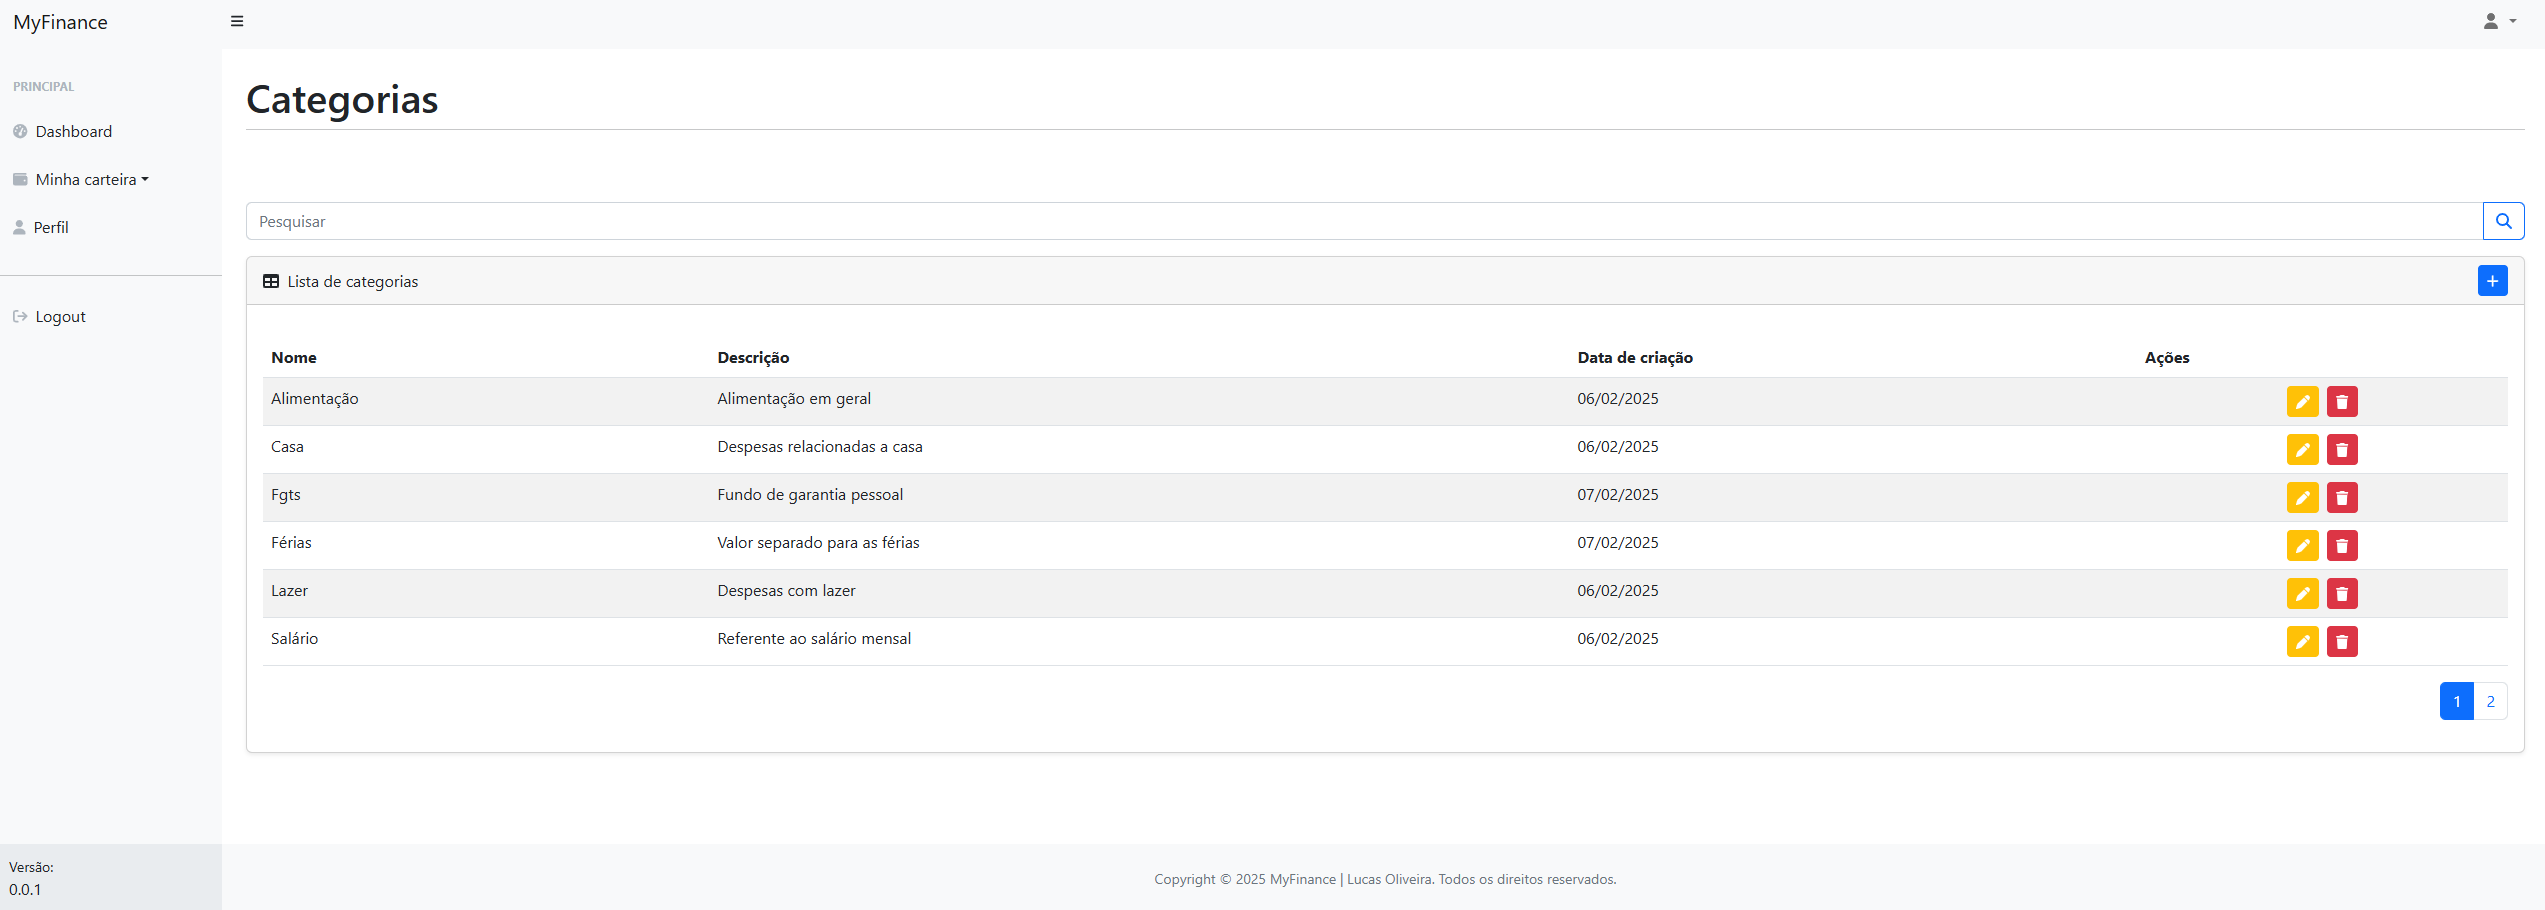 MyFinance
PRINCIPAL
Dashboard
Minha carteira
Perfil
Logout
Versão:
0.0.1
Categorias
Pesquisar
Lista de categorias
Nome Descrição Data de criação Ações
Alimentação Alimentação em geral 06/02/2025
Casa Despesas relacionadas a casa 06/02/2025
Fgts Fundo de garantia pessoal 07/02/2025
Férias Valor separado para as férias 07/02/2025
Lazer Despesas com lazer 06/02/2025
Salário Referente ao salário mensal 06/02/2025
1 2
Copyright © 2025 MyFinance | Lucas Oliveira. Todos os direitos reservados.